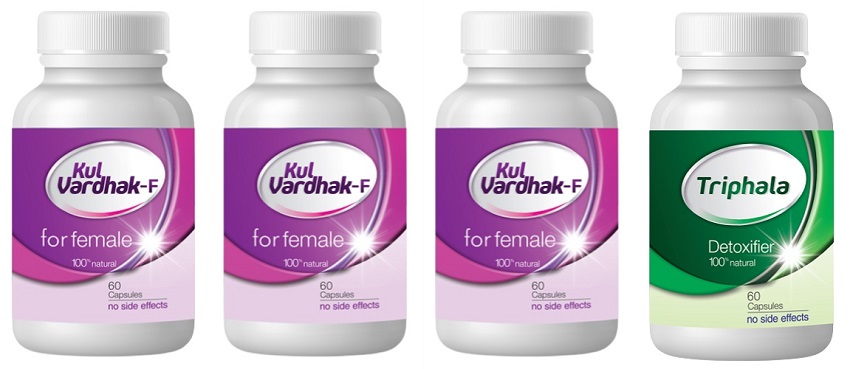 Kul
Vardhak-F
for female
100% natural
60
Capsules
no side effects
Kul
Vardhak-F
for female
100% natural
60
Capsules
no side effects
Kul
Vardhak-F
for female
100% natural
60
Capsules
no side effects
Triphala
Detoxifier
100% natural
60
Capsules
no side effects